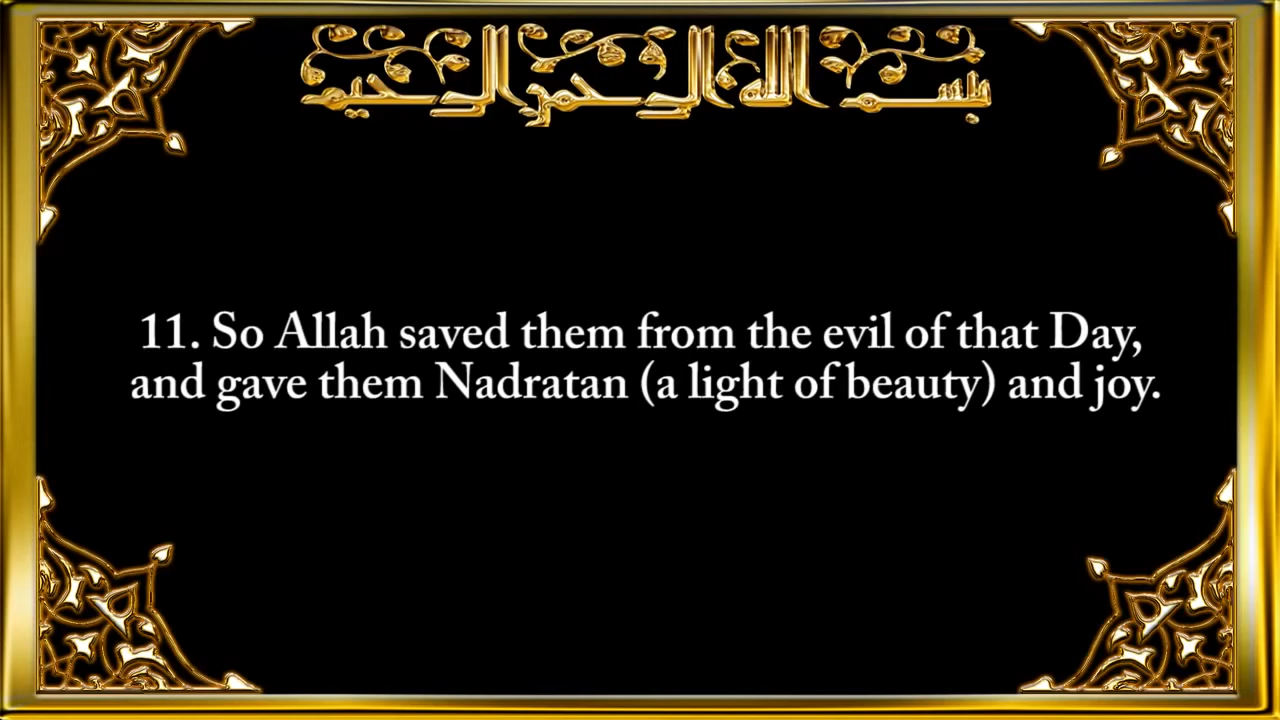 بسم الله الرحمن الرحيم
11. So Allah saved them from the evil of that Day,
and gave them Nadratan (a light of beauty) and joy.